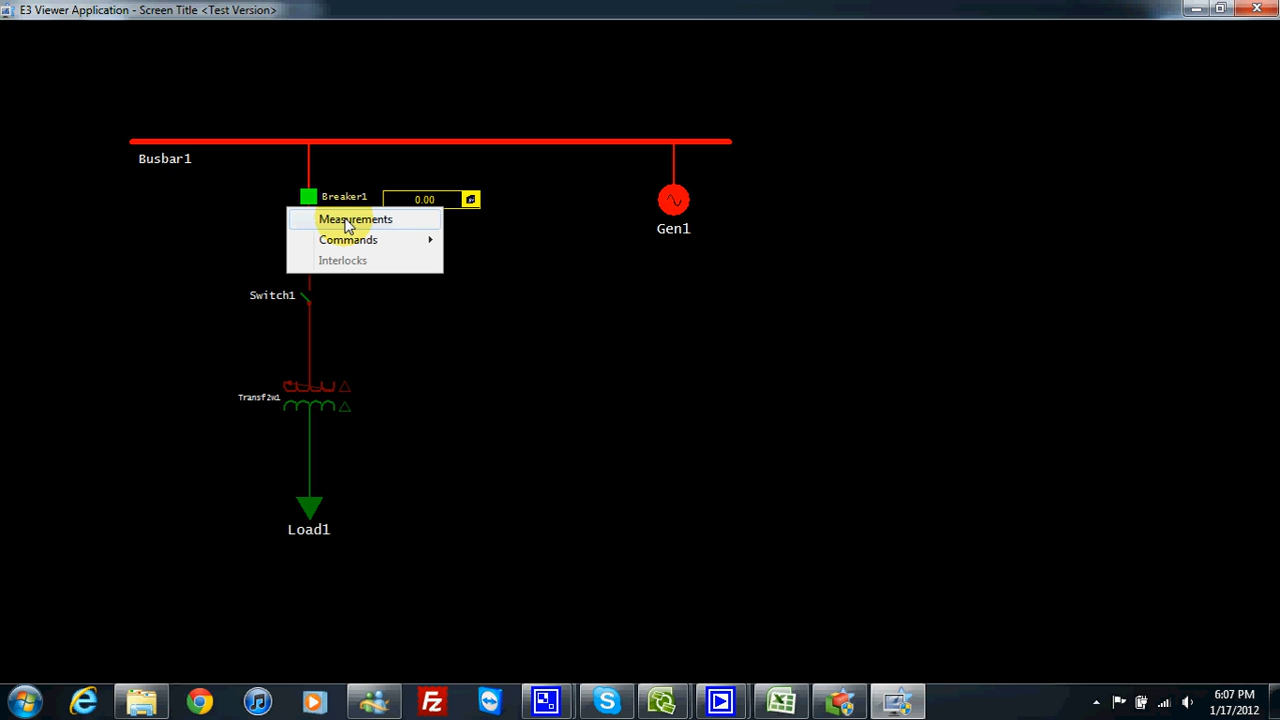 E3 Viewer Application - Screen Title <Test Version>
Busbar1
Breaker1
0.00
Measurements
Commands
Interlocks
Gen1
Switch1
Transf2w1
Load1
6:07 PM
1/17/2012